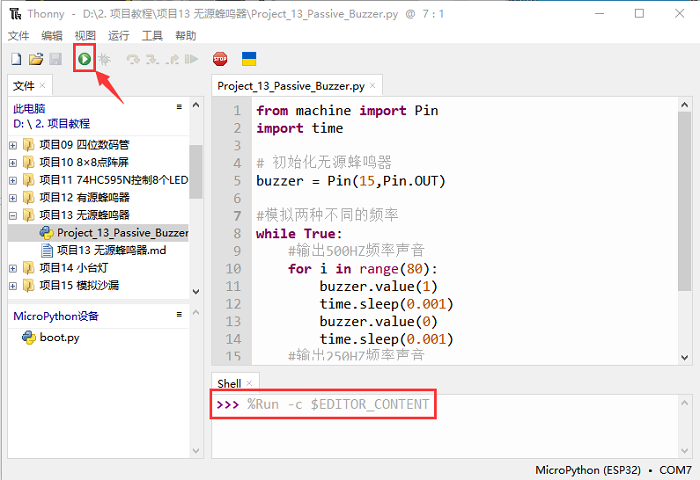 Thonny - D:\2. 项目教程\项目13 无源蜂鸣器\Project_13_Passive_Buzzer.py @ 7 : 1
文件 编辑 视图 运行 工具 帮助
STOP
文件
此电脑
D: \ 2. 项目教程
项目09 四位数码管
项目10 8×8点阵屏
项目11 74HC595N控制8个LED
项目12 有源蜂鸣器
项目13 无源蜂鸣器
Project_13_Passive_Buzzer
项目13 无源蜂鸣器.md
项目14 小台灯
项目15 模拟沙漏
MicroPython设备
boot.py
Project_13_Passive_Buzzer.py
1 from machine import Pin
2 import time
3
4 # 初始化无源蜂鸣器
5 buzzer = Pin(15,Pin.OUT)
6
7 #模拟两种不同的频率
8 while True:
9 #输出500HZ频率声音
10 for i in range(80):
11 buzzer.value(1)
12 time.sleep(0.001)
13 buzzer.value(0)
14 time.sleep(0.001)
15 #输出250HZ频率声音
Shell
>>> %Run -c $EDITOR_CONTENT
MicroPython (ESP32) • COM7